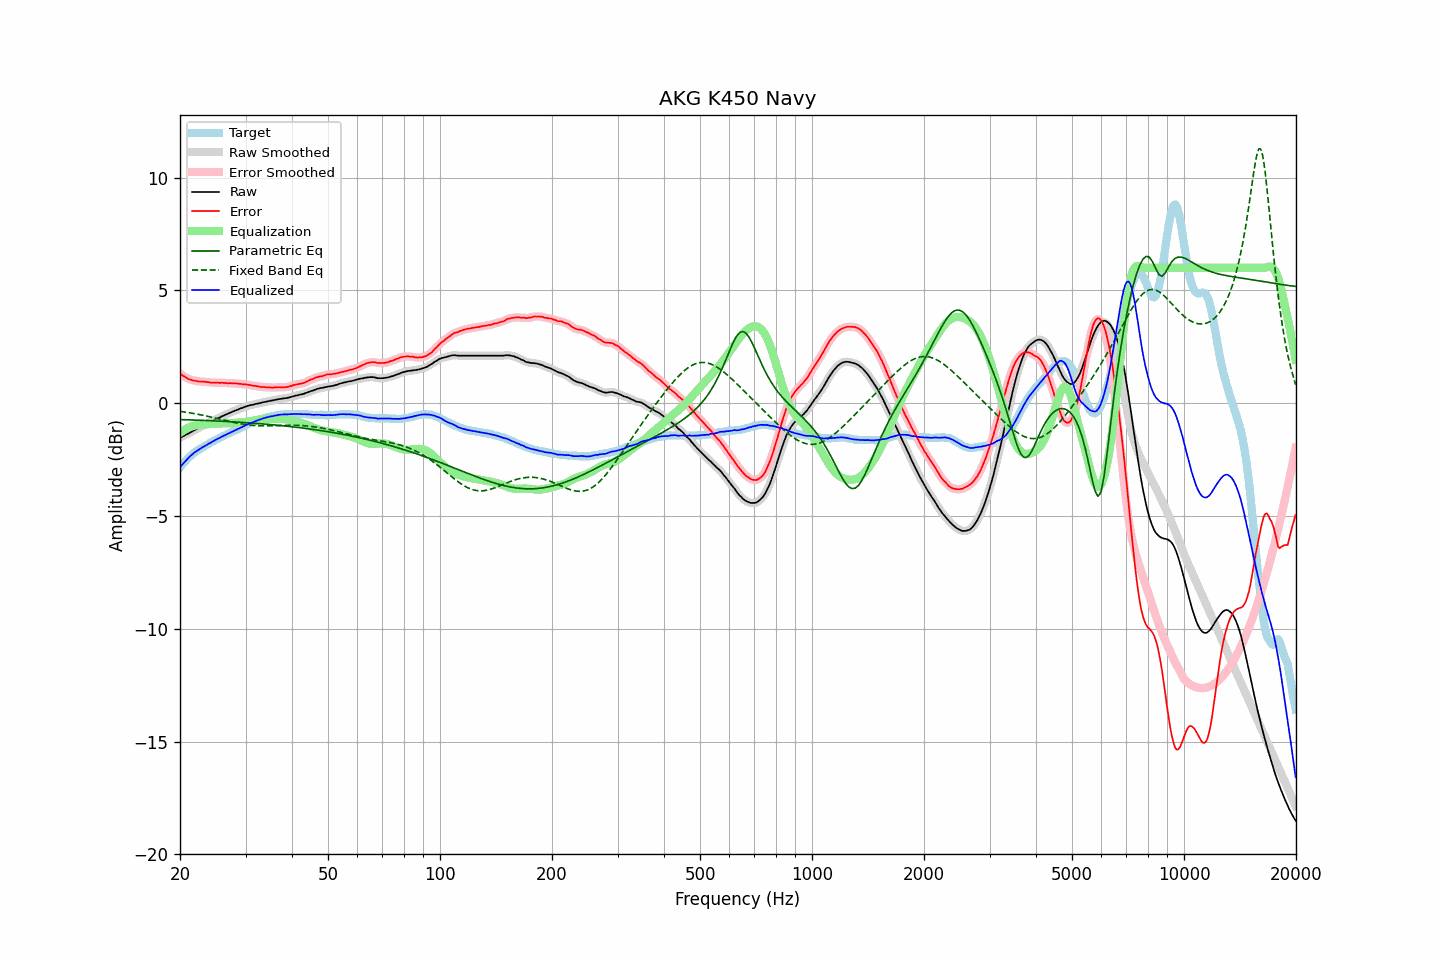 AKG K450 Navy
Target
Raw Smoothed
Error Smoothed
Raw
Error
Equalization
Parametric Eq
Fixed Band Eq
Equalized
10
5
0
−5
−10
−15
−20
Amplitude (dBr)
20 50 100 200 500 1000 2000 5000 10000 20000
Frequency (Hz)